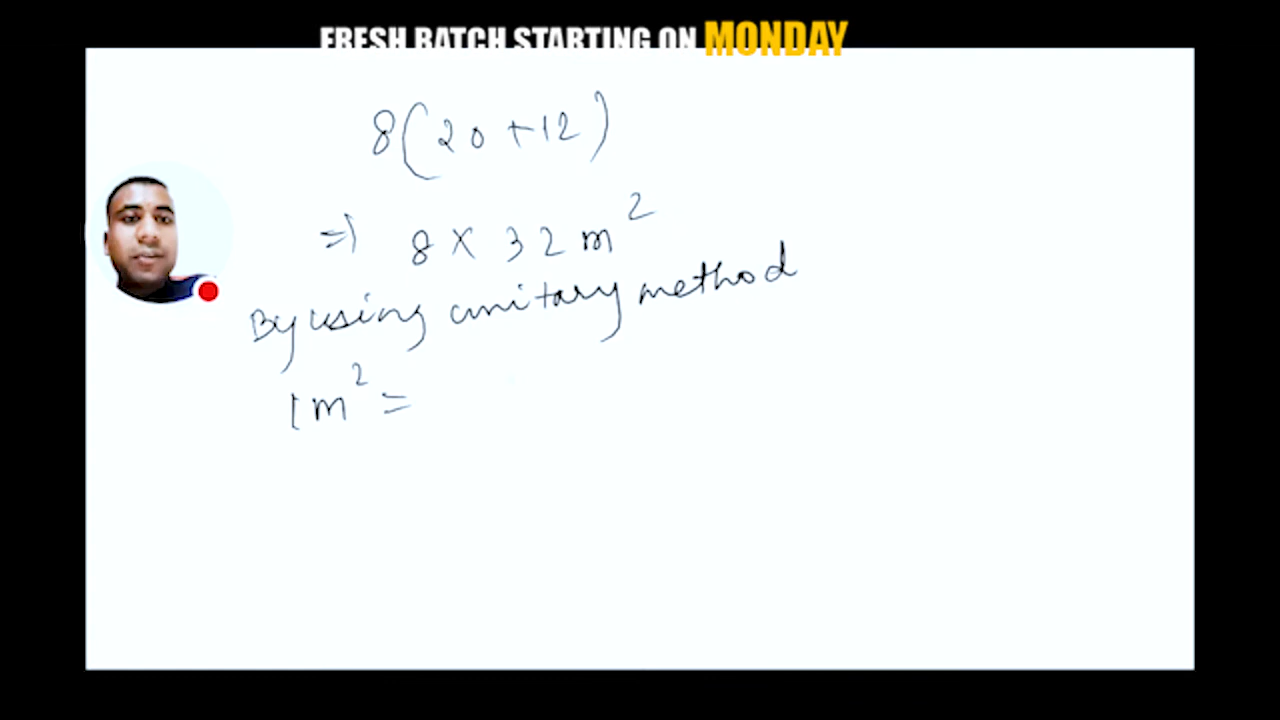 FRESH BATCH STARTING ON MONDAY
8(20+12)
=) 8 X 32 m²
By using unitary method
1m² =